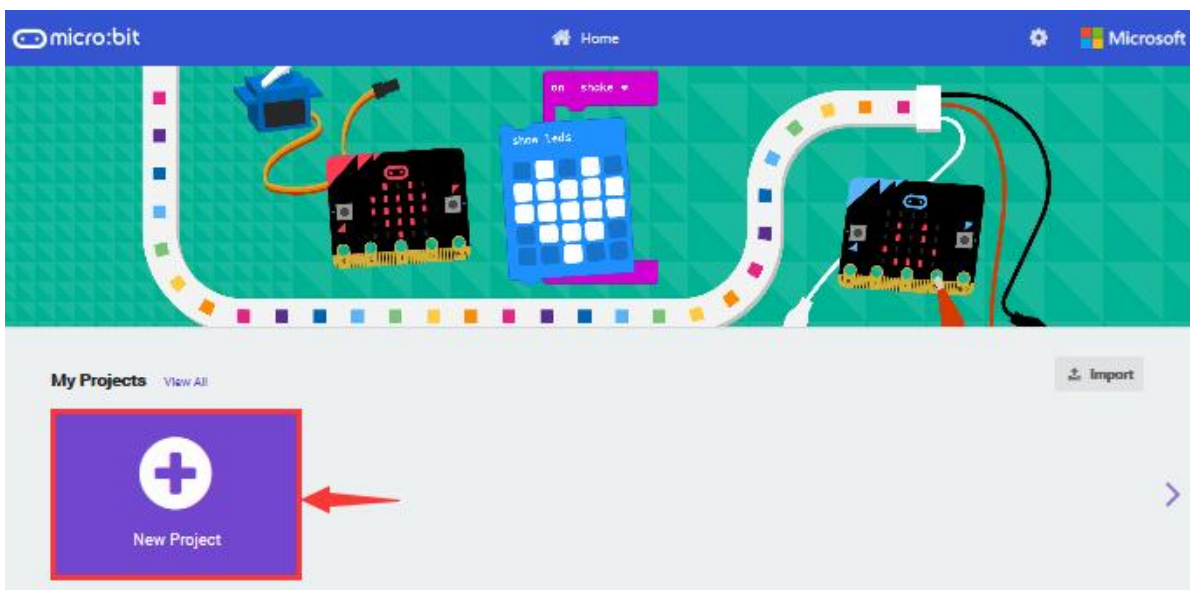 micro:bit
Home
Microsoft
on shake
show leds
My Projects View All
Import
New Project